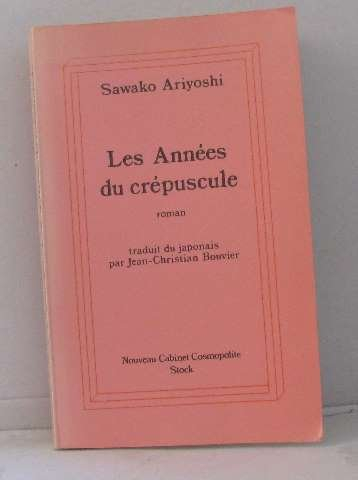 Sawako Ariyoshi
Les Années
du crépuscule
roman
traduit du japonais
par Jean-Christian Bouvier
Nouveau Cabinet Cosmopolite
Stock